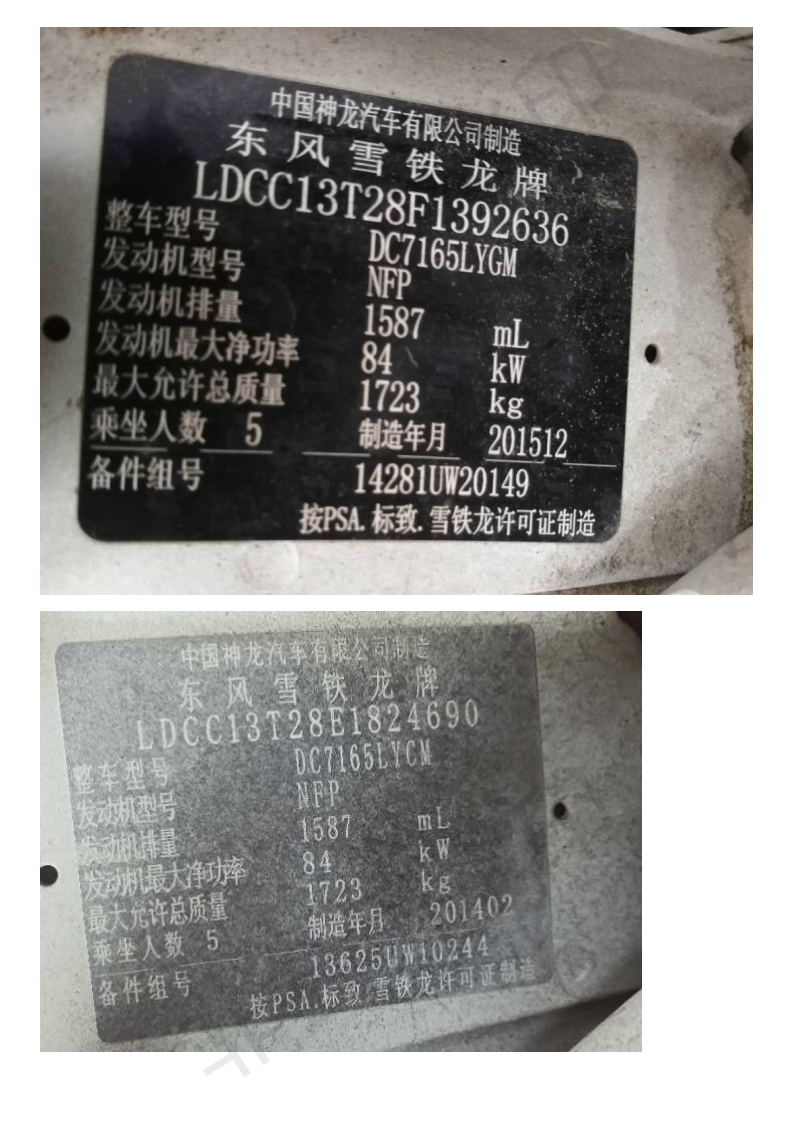 中国神龙汽车有限公司制造
东风雪铁龙牌
LDCC13T28F1392636
整车型号 DC7165LYGM
发动机型号 NFP
发动机排量 1587 mL
发动机最大净功率 84 kW
最大允许总质量 1723 kg
乘坐人数 5 制造年月 201512
备件组号 14281UW20149
按PSA.标致.雪铁龙许可证制造
中国神龙汽车有限公司制造
东风雪铁龙牌
LDCC13T28E1824690
整车型号 DC7165LYCM
发动机型号 NFP
发动机排量 1587 mL
发动机最大净功率 84 kW
最大允许总质量 1723 kg
乘坐人数 5 制造年月 201402
备件组号 13625UW10244
按PSA.标致.雪铁龙许可证制造